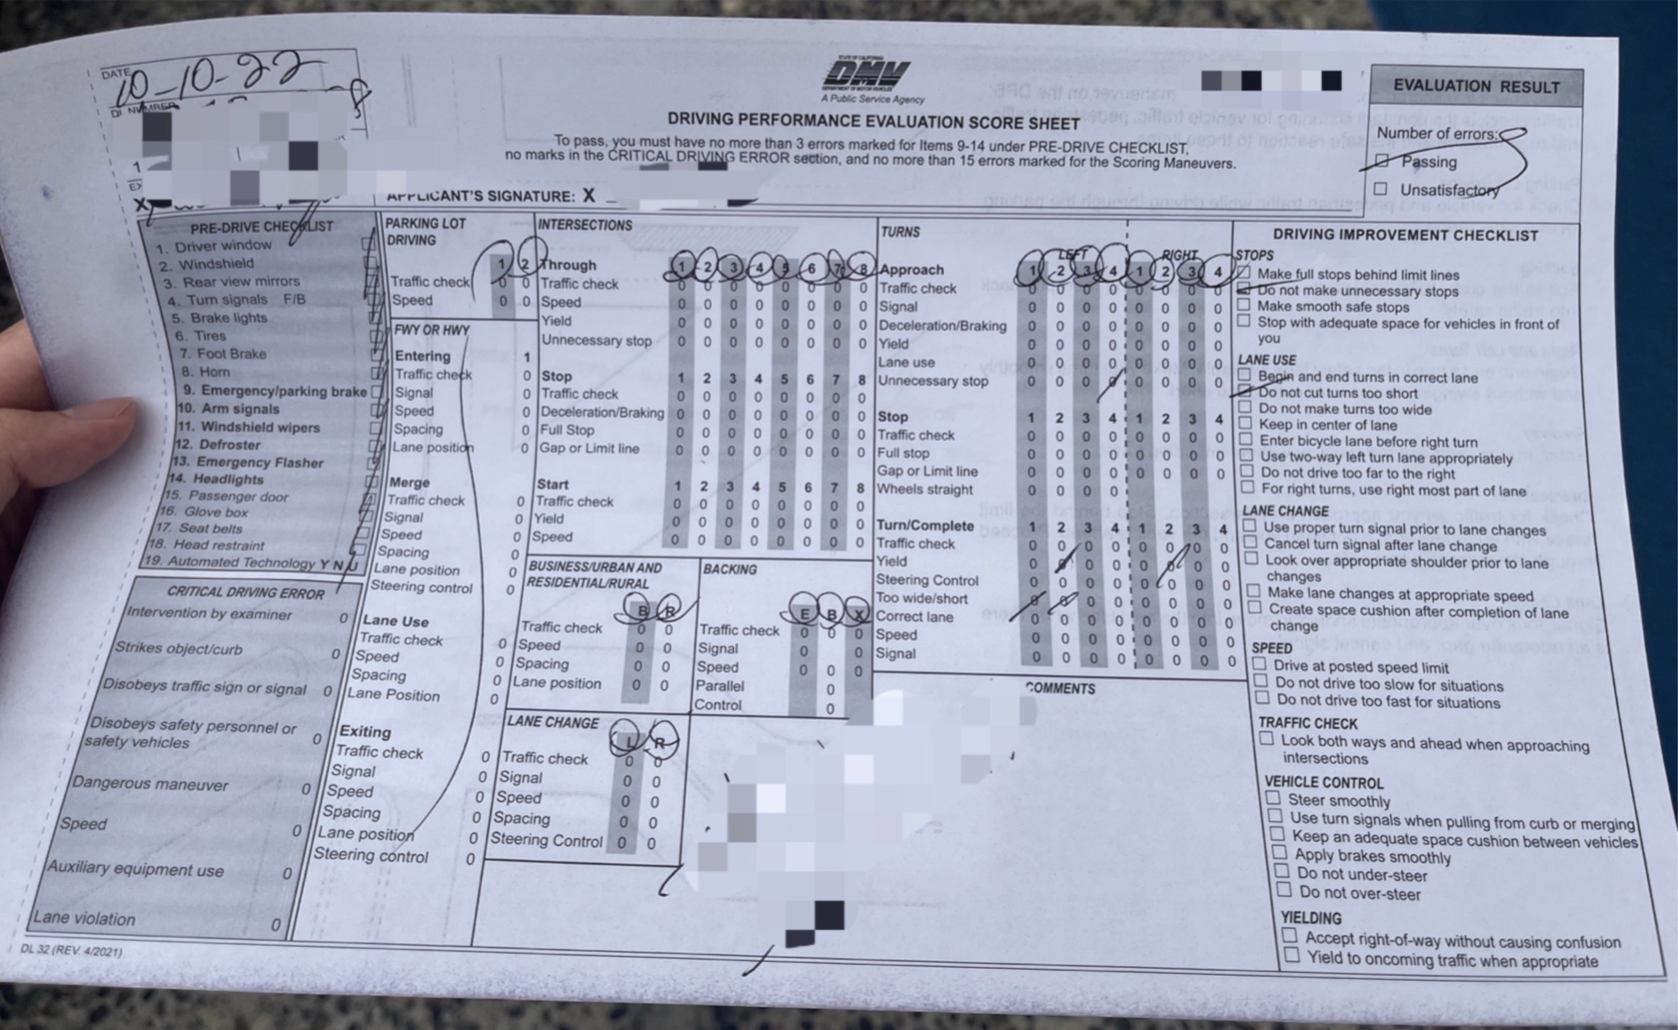 DATE
10-10-22
DL NUMBER
STATE OF CALIFORNIA
DMV
DEPARTMENT OF MOTOR VEHICLES
A Public Service Agency
DRIVING PERFORMANCE EVALUATION SCORE SHEET
To pass, you must have no more than 3 errors marked for Items 9-14 under PRE-DRIVE CHECKLIST,
no marks in the CRITICAL DRIVING ERROR section, and no more than 15 errors marked for the Scoring Maneuvers.
APPLICANT'S SIGNATURE: X
EVALUATION RESULT
Number of errors: 5
Passing
Unsatisfactory
PRE-DRIVE CHECKLIST
1. Driver window
2. Windshield
3. Rear view mirrors
4. Turn signals F/B
5. Brake lights
6. Tires
7. Foot Brake
8. Horn
9. Emergency/parking brake
10. Arm signals
11. Windshield wipers
12. Defroster
13. Emergency Flasher
14. Headlights
15. Passenger door
16. Glove box
17. Seat belts
18. Head restraint
19. Automated Technology Y N U
CRITICAL DRIVING ERROR
Intervention by examiner 0
Strikes object/curb 0
Disobeys traffic sign or signal 0
Disobeys safety personnel or
safety vehicles 0
Dangerous maneuver 0
Speed 0
Auxiliary equipment use 0
Lane violation 0
DL 32 (REV. 4/2021)
PARKING LOT
DRIVING
1 2
Traffic check 0 0
Speed 0 0
FWY OR HWY
Entering 1
Traffic check 0
Signal 0
Speed 0
Spacing 0
Lane position 0
Merge
Traffic check 0
Signal 0
Speed 0
Spacing 0
Lane position 0
Steering control 0
Lane Use
Traffic check 0
Speed 0
Spacing 0
Lane Position 0
Exiting
Traffic check 0
Signal 0
Speed 0
Spacing 0
Lane position 0
Steering control 0
INTERSECTIONS
Through 1 2 3 4 5 6 7 8
Traffic check 0 0 0 0 0 0 0 0
Speed 0 0 0 0 0 0 0 0
Yield 0 0 0 0 0 0 0 0
Unnecessary stop 0 0 0 0 0 0 0 0
Stop 1 2 3 4 5 6 7 8
Traffic check 0 0 0 0 0 0 0 0
Deceleration/Braking 0 0 0 0 0 0 0 0
Full Stop 0 0 0 0 0 0 0 0
Gap or Limit line 0 0 0 0 0 0 0 0
Start 1 2 3 4 5 6 7 8
Traffic check 0 0 0 0 0 0 0 0
Yield 0 0 0 0 0 0 0 0
Speed 0 0 0 0 0 0 0 0
BUSINESS/URBAN AND
RESIDENTIAL/RURAL
B R
Traffic check 0 0
Speed 0 0
Spacing 0 0
Lane position 0 0
LANE CHANGE
L R
Traffic check 0 0
Signal 0 0
Speed 0 0
Spacing 0 0
Steering Control 0 0
BACKING
E B X
Traffic check 0 0 0
Signal 0 0
Speed 0 0 0
Parallel 0
Control 0
TURNS
LEFT RIGHT
Approach 1 2 3 4 1 2 3 4
Traffic check 0 0 0 0 0 0 0 0
Signal 0 0 0 0 0 0 0 0
Deceleration/Braking 0 0 0 0 0 0 0 0
Yield 0 0 0 0 0 0 0 0
Lane use 0 0 0 0 0 0 0 0
Unnecessary stop 0 0 0 0 0 0 0 0
Stop 1 2 3 4 1 2 3 4
Traffic check 0 0 0 0 0 0 0 0
Full stop 0 0 0 0 0 0 0 0
Gap or Limit line 0 0 0 0 0 0 0 0
Wheels straight 0 0 0 0
Turn/Complete 1 2 3 4 1 2 3 4
Traffic check 0 0 0 0 0 0 0 0
Yield 0 0 0 0 0 0 0 0
Steering Control 0 0 0 0 0 0 0 0
Too wide/short 0 0 0 0 0 0 0 0
Correct lane 0 0 0 0 0 0 0 0
Speed 0 0 0 0 0 0 0 0
Signal 0 0 0 0 0 0 0 0
COMMENTS
DRIVING IMPROVEMENT CHECKLIST
STOPS
Make full stops behind limit lines
Do not make unnecessary stops
Make smooth safe stops
Stop with adequate space for vehicles in front of
you
LANE USE
Begin and end turns in correct lane
Do not cut turns too short
Do not make turns too wide
Keep in center of lane
Enter bicycle lane before right turn
Use two-way left turn lane appropriately
Do not drive too far to the right
For right turns, use right most part of lane
LANE CHANGE
Use proper turn signal prior to lane changes
Cancel turn signal after lane change
Look over appropriate shoulder prior to lane
changes
Make lane changes at appropriate speed
Create space cushion after completion of lane
change
SPEED
Drive at posted speed limit
Do not drive too slow for situations
Do not drive too fast for situations
TRAFFIC CHECK
Look both ways and ahead when approaching
intersections
VEHICLE CONTROL
Steer smoothly
Use turn signals when pulling from curb or merging
Keep an adequate space cushion between vehicles
Apply brakes smoothly
Do not under-steer
Do not over-steer
YIELDING
Accept right-of-way without causing confusion
Yield to oncoming traffic when appropriate